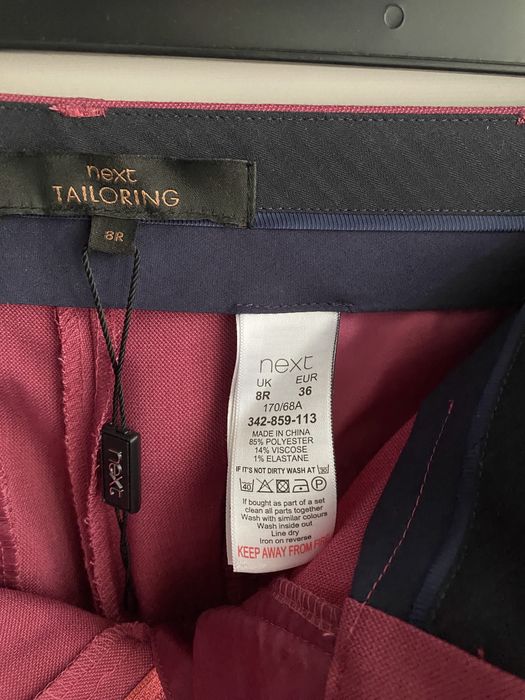 next
TAILORING
8R
next
next
UK EUR
8R 36
170/68A
342-859-113
MADE IN CHINA
85% POLYESTER
14% VISCOSE
1% ELASTANE
IF IT'S NOT DIRTY WASH AT 30
40 P
If bought as part of a set
clean all parts together
Wash with similar colours
Wash inside out
Line dry
Iron on reverse
KEEP AWAY FROM